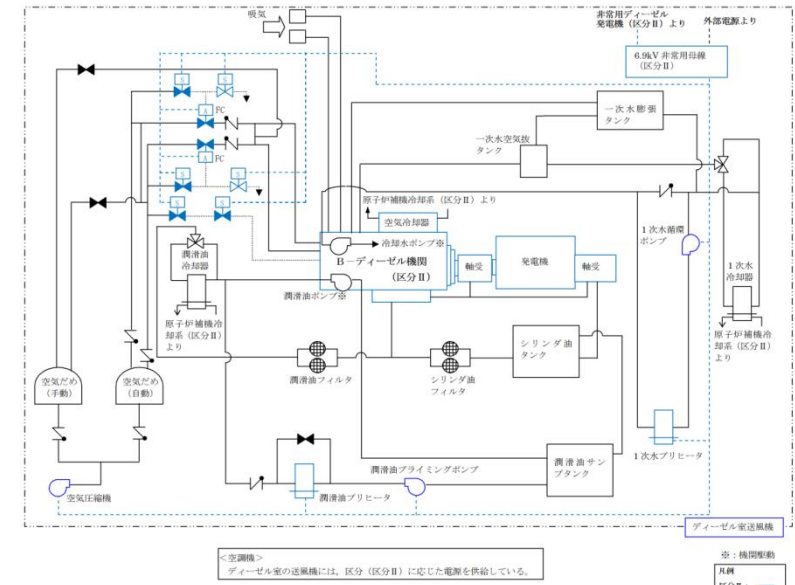 吸気
非常用ディーゼル
発電機（区分Ⅱ）より
外部電源より
6.9kV 非常用母線
（区分Ⅱ）
S
S
A
FC
A
FC
S
S
S
S
一次水膨張
タンク
一次水空気抜
タンク
原子炉補機冷却系（区分Ⅱ）より
空気冷却器
冷却水ポンプ※
B－ディーゼル機関
（区分Ⅱ）
潤滑油ポンプ※
軸受
発電機
軸受
1次水循環
ポンプ
1次水
冷却器
原子炉補機冷
却系（区分Ⅱ）
より
潤滑油
冷却器
原子炉補機冷
却系（区分Ⅱ）
より
空気だめ
（手動）
空気だめ
（自動）
潤滑油フィルタ
シリンダ油
フィルタ
シリンダ油
タンク
1次水プリヒータ
潤滑油プライミングポンプ
潤滑油サン
プタンク
潤滑油プリヒータ
空気圧縮機
ディーゼル室送風機
※：機関駆動
＜空調機＞
ディーゼル室の送風機には、区分（区分Ⅱ）に応じた電源を供給している。
凡例
区分Ⅱ：